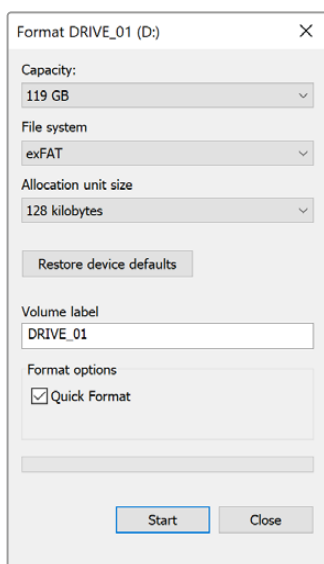 Format DRIVE_01 (D:)
Capacity:
119 GB
File system
exFAT
Allocation unit size
128 kilobytes
Restore device defaults
Volume label
DRIVE_01
Format options
Quick Format
Start Close